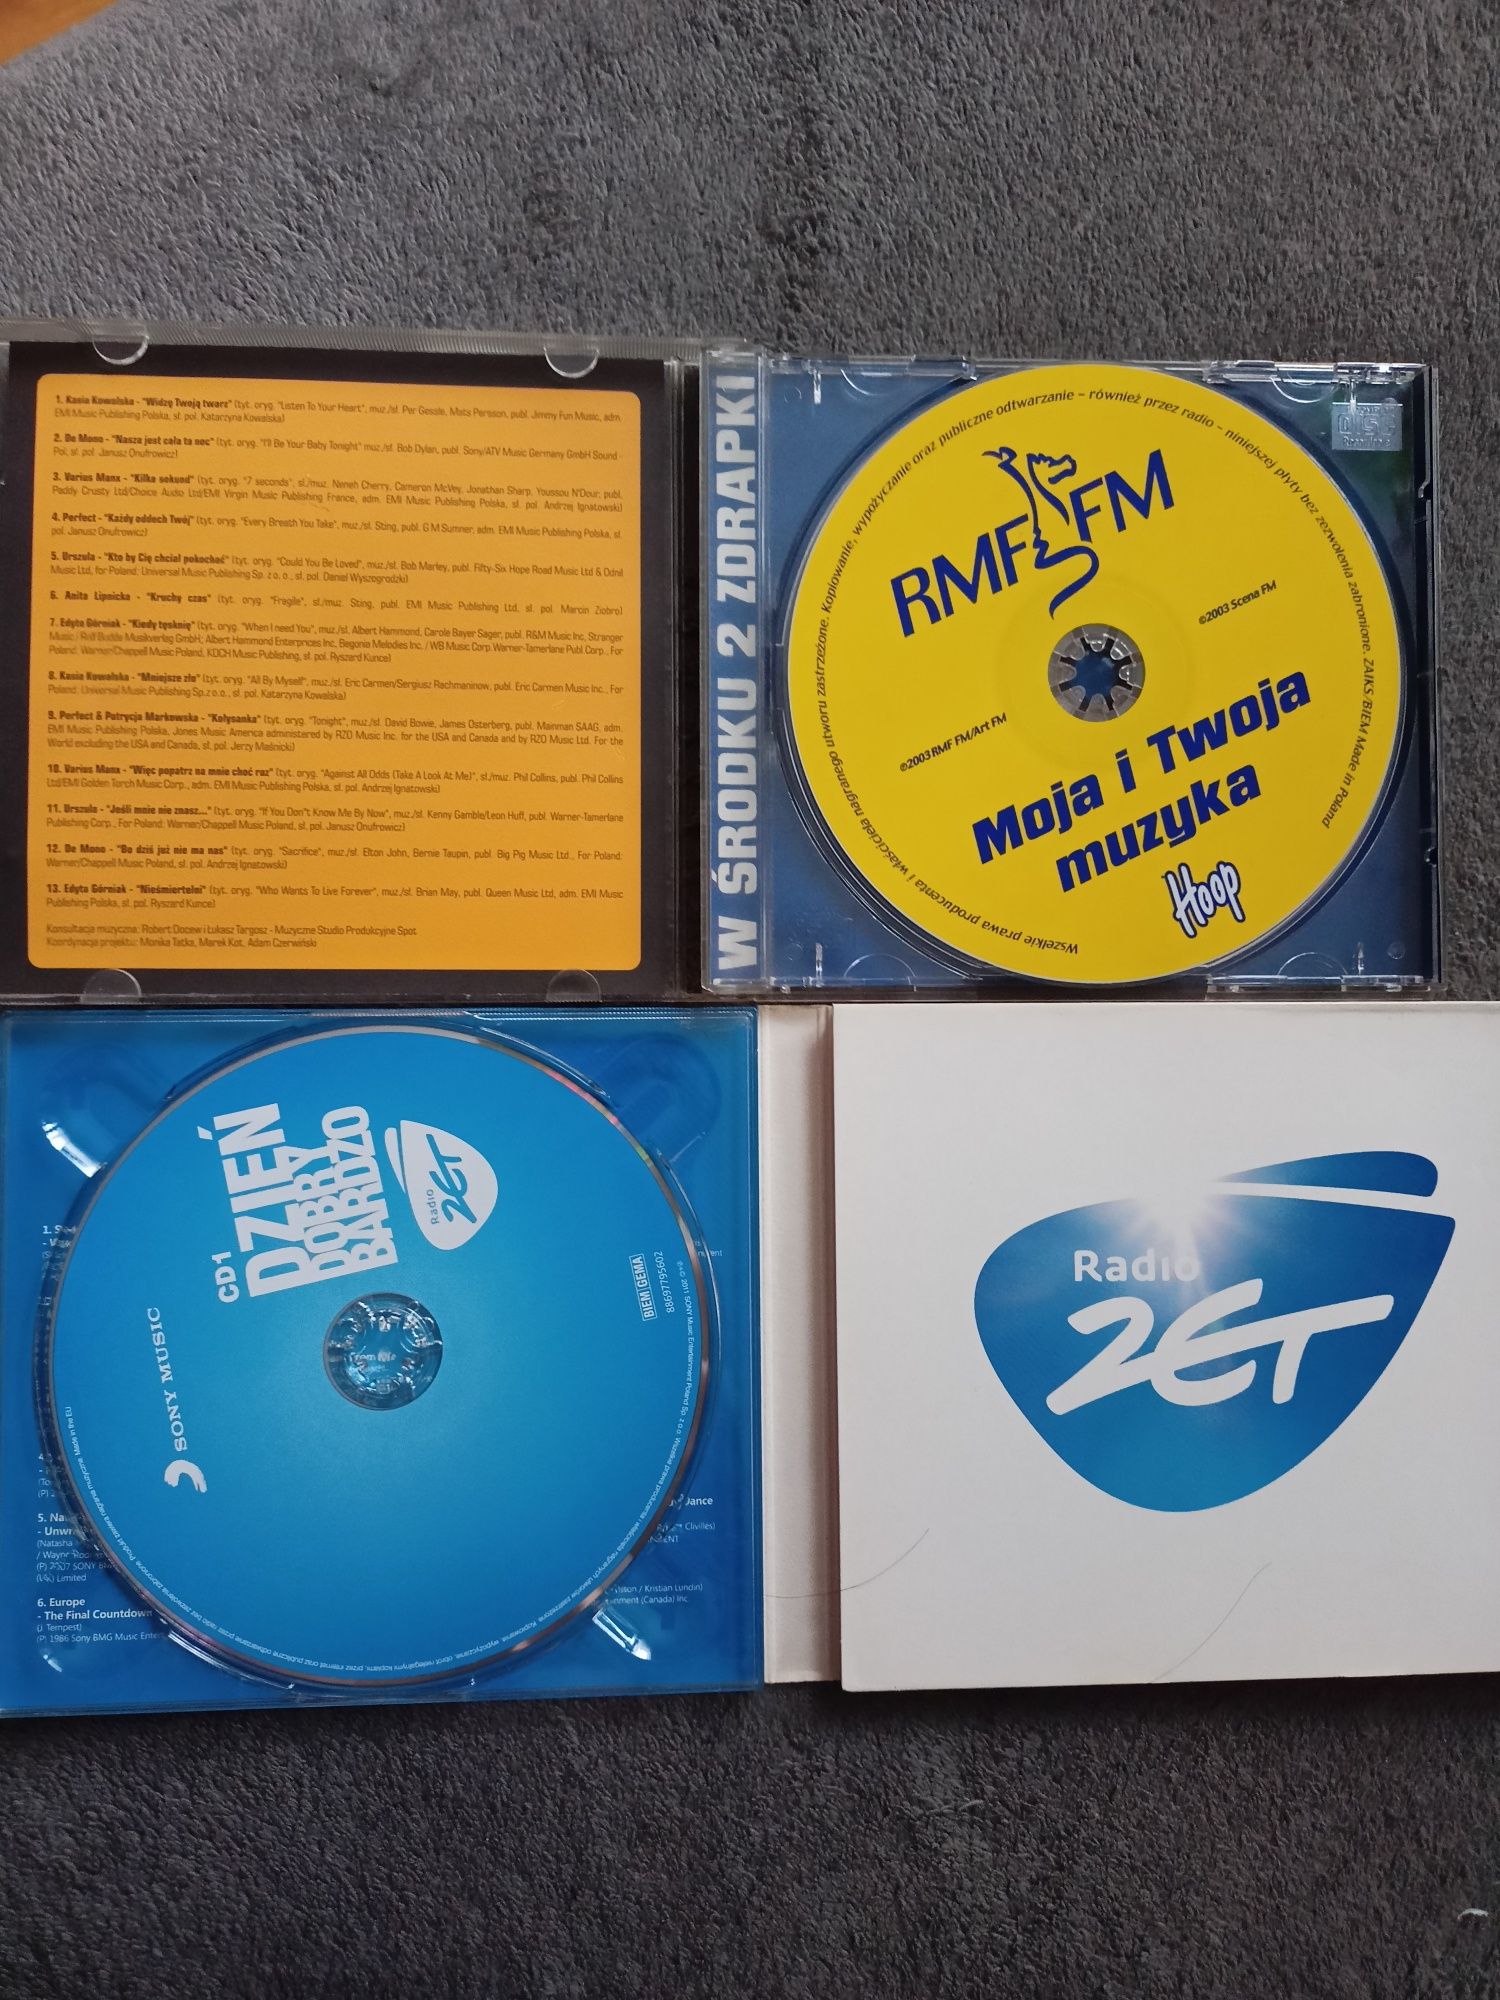 1. Kasia Kowalska - "Widzę Twoją twarz" (tyt. oryg. "Listen To Your Heart", muz./sł. Per Gessle, Mats Persson, publ. Jimmy Fun Music, adm.
EMI Music Publishing Polska, sł. pol. Katarzyna Kowalska)
2. De Mono - "Nasza jest cała ta noc" (tyt. oryg. "I'll Be Your Baby Tonight" muz./sł. Bob Dylan, publ. Sony/ATV Music Germany GmbH Sound -
Pol, sł. pol. Janusz Onufrowicz)
3. Varius Manx - "Kilka sekund" (tyt. oryg. "7 seconds", sł./muz. Neneh Cherry, Cameron McVey, Jonathan Sharp, Youssou N'Dour, publ.
Paddy Crusty Ltd/Choice Audio Ltd/EMI Virgin Music Publishing France, adm. EMI Music Publishing Polska, sł. pol. Andrzej Ignatowski)
4. Perfect - "Każdy oddech Twój" (tyt. oryg. "Every Breath You Take", muz./sł. Sting, publ. G M Sumner, adm. EMI Music Publishing Polska, sł.
pol. Janusz Onufrowicz)
5. Urszula - "Kto by Cię chciał pokochać" (tyt. oryg. "Could You Be Loved", muz./sł. Bob Marley, publ. Fifty-Six Hope Road Music Ltd & Odnil
Music Ltd, for Poland: Universal Music Publishing Sp. z o. o., sł. pol. Daniel Wyszogrodzki)
6. Anita Lipnicka - "Kruchy czas" (tyt. oryg. "Fragile", sł./muz. Sting, publ. EMI Music Publishing Ltd, sł. pol. Marcin Ziobro)
7. Edyta Górniak - "Kiedy tęsknię" (tyt. oryg. "When I need You", muz./sł. Albert Hammond, Carole Bayer Sager, publ. R&M Music Inc, Stranger
Music / Rolf Budde Musikverlag GmbH; Albert Hammond Enterprices Inc, Begonia Melodies Inc. / WB Music Corp Warner-Tamerlane Publ Corp., For
Poland: Warner/Chappell Music Poland, KOCH Music Publishing, sł. pol. Ryszard Kunce)
8. Kasia Kowalska - "Mniejsze zło" (tyt. oryg. "All By Myself", muz./sł. Eric Carmen/Sergiusz Rachmaninow, publ. Eric Carmen Music Inc., For
Poland: Universal Music Publishing Sp.z o.o., sł. pol. Katarzyna Kowalska)
9. Perfect & Patrycja Markowska - "Kołysanka" (tyt. oryg. "Tonight", muz./sł. David Bowie, James Osterberg, publ. Mainman SAAG, adm.
EMI Music Publishing Polska, Jones Music America administered by RZO Music Inc. for the USA and Canada and by RZO Music Ltd. For the
World excluding the USA and Canada, sł. pol. Jerzy Maśnicki)
10. Varius Manx - "Więc popatrz na mnie choć raz" (tyt. oryg. "Against All Odds (Take A Look At Me)", sł./muz. Phil Collins, publ. Phil Collins
Ltd/EMI Golden Torch Music Corp., adm. EMI Music Publishing Polska, sł. pol. Andrzej Ignatowski)
11. Urszula - "Jeśli mnie nie znasz..." (tyt. oryg. "If You Don't Know Me By Now", muz./sł. Kenny Gamble/Leon Huff, publ. Warner-Tamerlane
Publishing Corp., For Poland: Warner/Chappell Music Poland, sł. pol. Janusz Onufrowicz)
12. De Mono - "Bo dziś już nie ma nas" (tyt. oryg. "Sacrifice", muz./sł. Elton John, Bernie Taupin, publ. Big Pig Music Ltd., For Poland:
Warner/Chappell Music Poland, sł. pol. Andrzej Ignatowski)
13. Edyta Górniak - "Nieśmiertelni" (tyt. oryg. "Who Wants To Live Forever", muz./sł. Brian May, publ. Queen Music Ltd, adm. EMI Music
Publishing Polska, sł. pol. Ryszard Kunce)
Konsultacja muzyczna: Robert Docew i Łukasz Targosz - Muzyczne Studio Produkcyjne Spot
Koordynacja projektu: Monika Tatka, Marek Kot, Adam Czerwiński
W ŚRODKU 2 ZDRAPKI
Wszelkie prawa producenta i właściciela nagranego utworu zastrzeżone. Kopiowanie, wypożyczanie oraz publiczne odtwarzanie – również przez radio – niniejszej płyty bez zezwolenia zabronione. ZAIKS/BIEM Made in Poland
RMF FM
©2003 Scena FM
©2003 RMF FM/Art FM
Moja i Twoja
muzyka
Hoop
disc
CD1
DZIEŃ
DOBRY
BARDZO
Radio
ZET
SONY MUSIC
BIEM/GEMA
88697795602
5. Na
- Unwr
(Natasha
/ Wayne
(UK) Limited
6. Europe
- The Final Countdown
(J. Tempest)
(P) 1986 Sony BMG Music Enter
Dance
Clivillés)
/ Kristian Lundin)
(Canada) Inc.
Radio
ZET